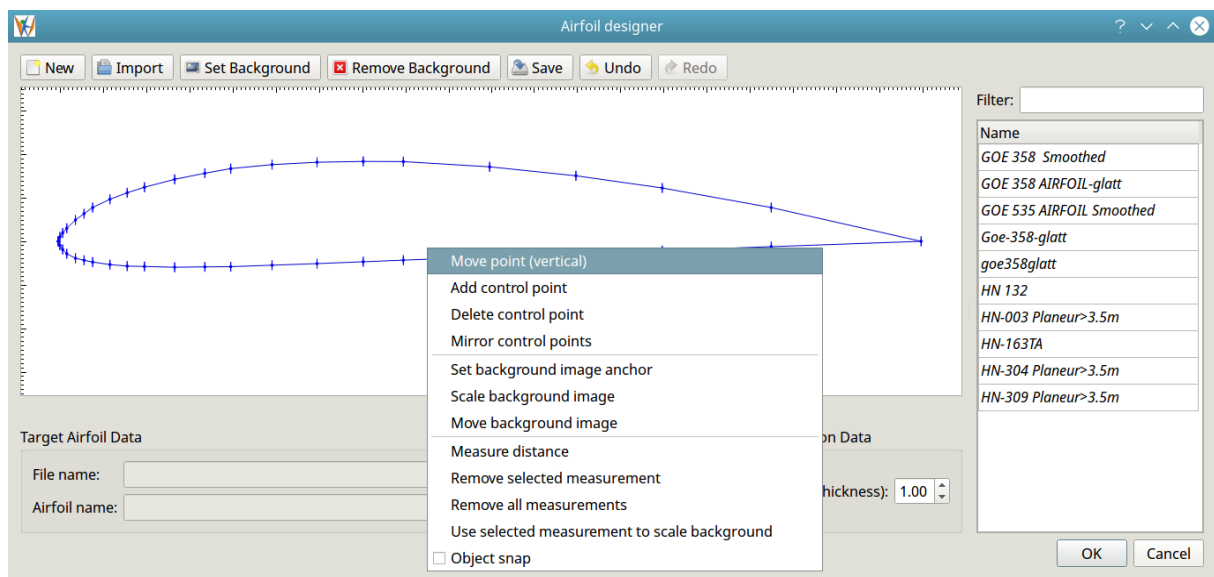 Airfoil designer
New Import Set Background Remove Background Save Undo Redo
Filter:
Name
GOE 358 Smoothed
GOE 358 AIRFOIL-glatt
GOE 535 AIRFOIL Smoothed
Goe-358-glatt
goe358glatt
HN 132
HN-003 Planeur>3.5m
HN-163TA
HN-304 Planeur>3.5m
HN-309 Planeur>3.5m
Move point (vertical)
Add control point
Delete control point
Mirror control points
Set background image anchor
Scale background image
Move background image
Measure distance
Remove selected measurement
Remove all measurements
Use selected measurement to scale background
Object snap
Target Airfoil Data
File name:
Airfoil name:
on Data
hickness): 1.00
OK Cancel